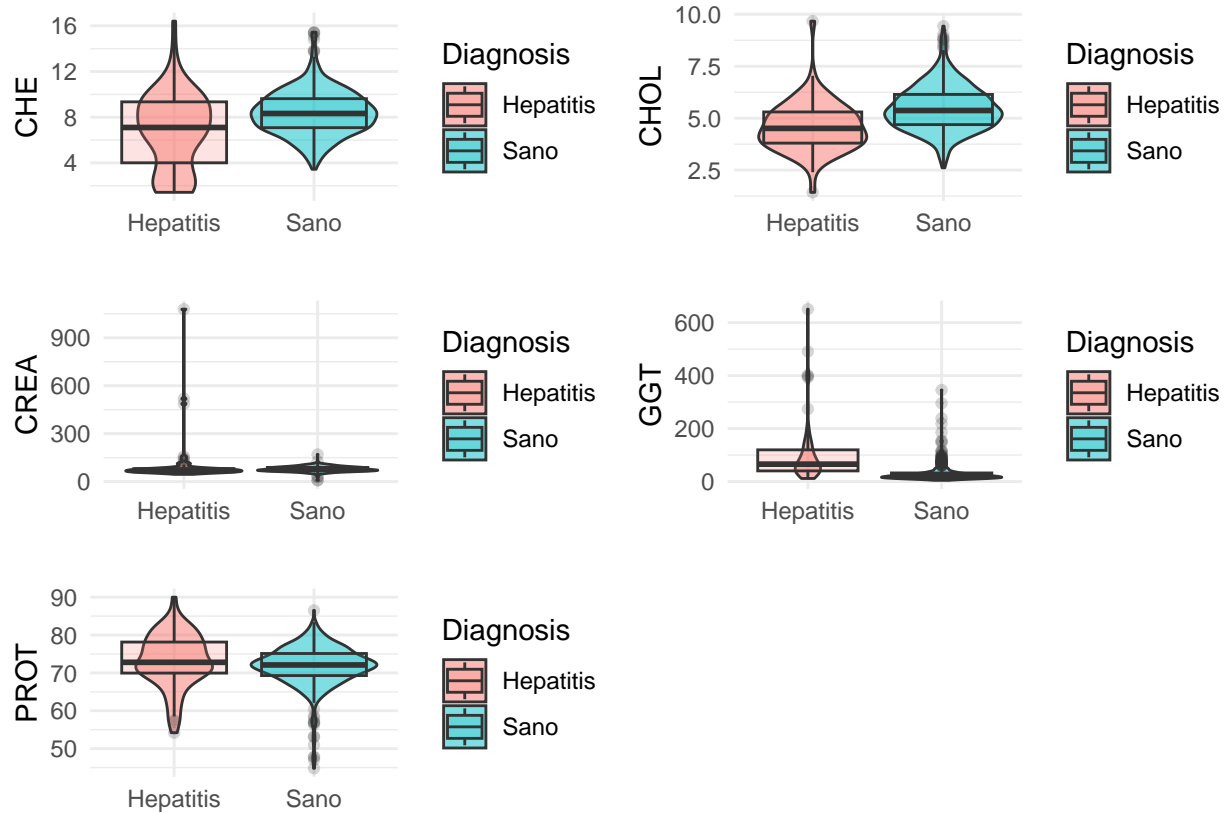 CHE
16
12
8
4
Hepatitis
Sano
Diagnosis
Hepatitis
Sano
CHOL
10.0
7.5
5.0
2.5
Hepatitis
Sano
Diagnosis
Hepatitis
Sano
CREA
900
600
300
0
Hepatitis
Sano
Diagnosis
Hepatitis
Sano
GGT
600
400
200
0
Hepatitis
Sano
Diagnosis
Hepatitis
Sano
PROT
90
80
70
60
50
Hepatitis
Sano
Diagnosis
Hepatitis
Sano